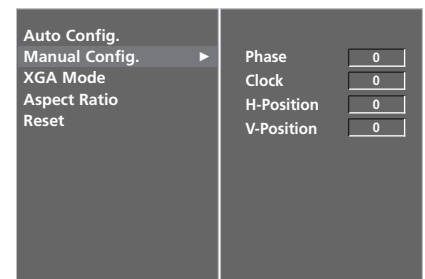 Auto Config.
Manual Config. ►
XGA Mode
Aspect Ratio
Reset
Phase 0
Clock 0
H-Position 0
V-Position 0